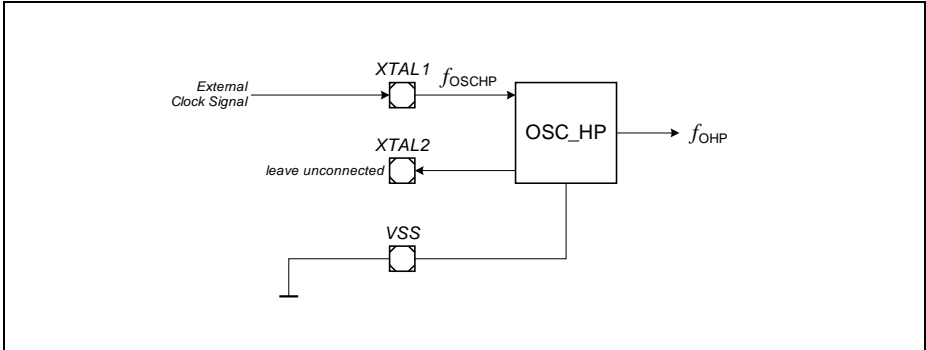 XTAL1
fOSCHP
External
Clock Signal
OSC_HP
fOHP
XTAL2
leave unconnected
VSS